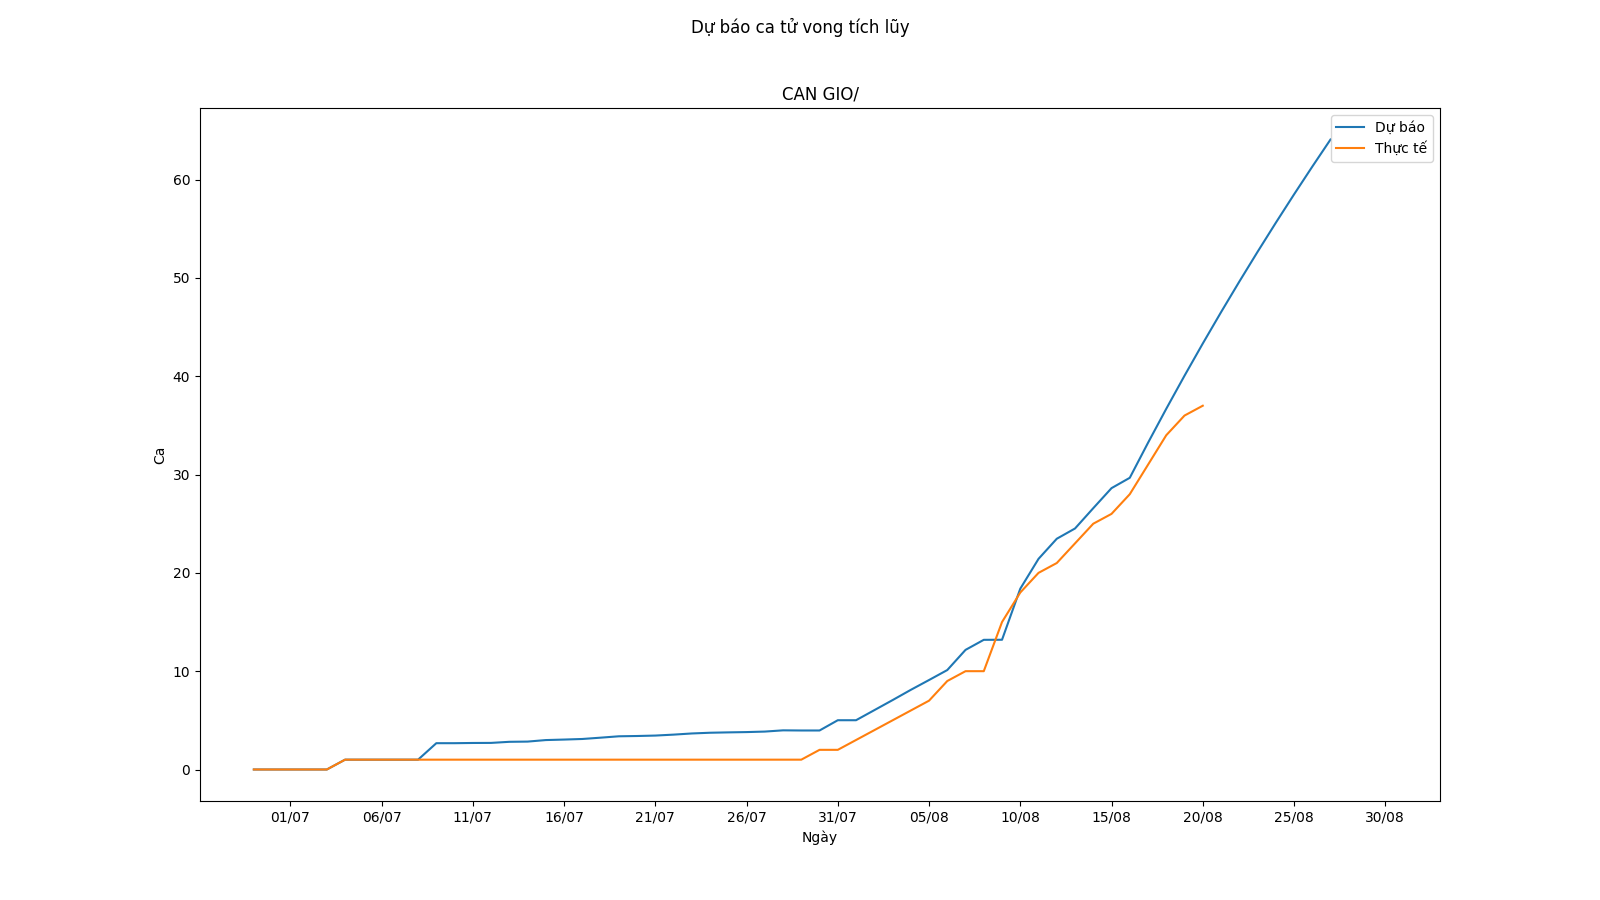 Dự báo ca tử vong tích lũy
CAN GIO/
Dự báo
Thực tế
60
50
40
30
20
10
0
Ca
01/07 06/07 11/07 16/07 21/07 26/07 31/07 05/08 10/08 15/08 20/08 25/08 30/08
Ngày